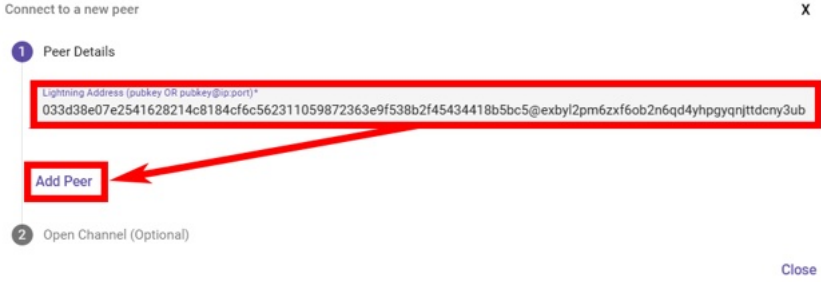 Connect to a new peer
X
1 Peer Details
Lightning Address (pubkey OR pubkey@ip:port)*
033d38e07e2541628214c8184cf6c562311059872363e9f538b2f45434418b5bc5@exbyl2pm6zxf6ob2n6qd4yhpgyqnjttdcny3ub
Add Peer
2 Open Channel (Optional)
Close